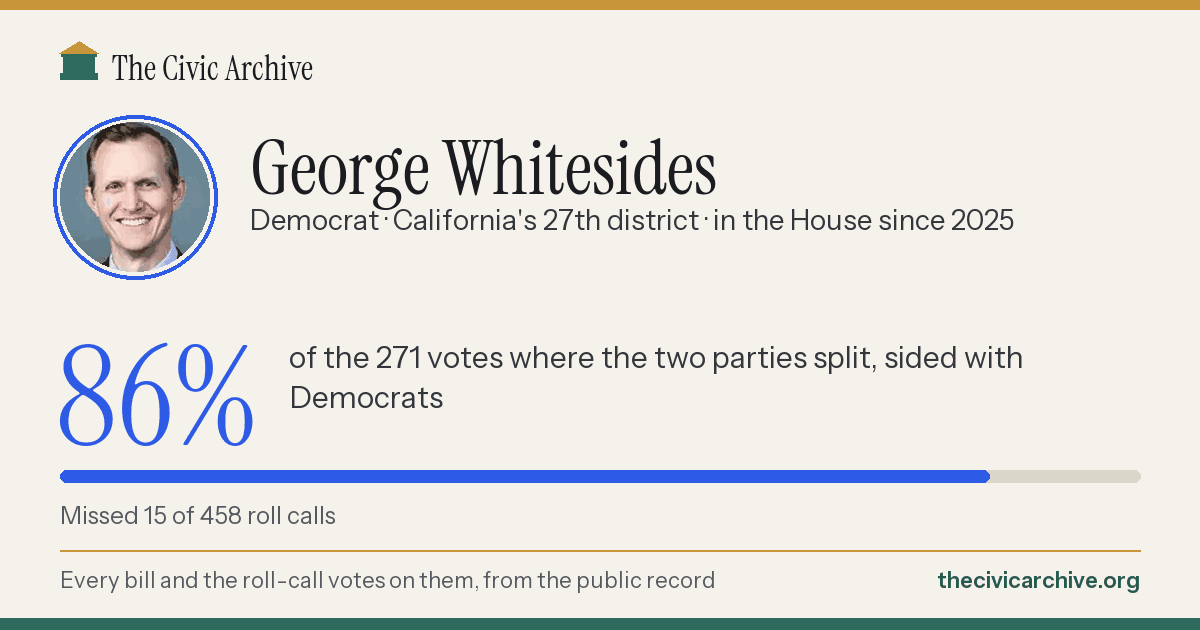 The Civic Archive
George Whitesides
Democrat · California's 27th district · in the House since 2025
86%
of the 271 votes where the two parties split, sided with
Democrats
Missed 15 of 458 roll calls
Every bill and the roll-call votes on them, from the public record
thecivicarchive.org